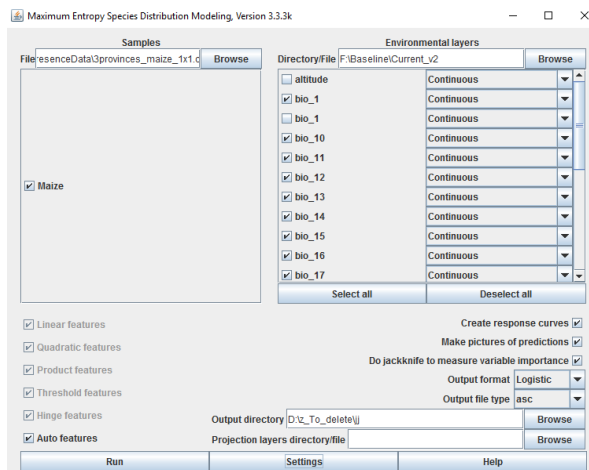 Maximum Entropy Species Distribution Modeling, Version 3.3.3k
Samples
File resenceData\3provinces_maize_1x1.c Browse
Maize
Environmental layers
Directory/File F:\Baseline\Current_v2 Browse
altitude Continuous
bio_1 Continuous
bio_1 Continuous
bio_10 Continuous
bio_11 Continuous
bio_12 Continuous
bio_13 Continuous
bio_14 Continuous
bio_15 Continuous
bio_16 Continuous
bio_17 Continuous
Select all Deselect all
Linear features
Quadratic features
Product features
Threshold features
Hinge features
Auto features
Create response curves
Make pictures of predictions
Do jackknife to measure variable importance
Output format Logistic
Output file type asc
Output directory D:\z_To_delete\jj Browse
Projection layers directory/file Browse
Run Settings Help